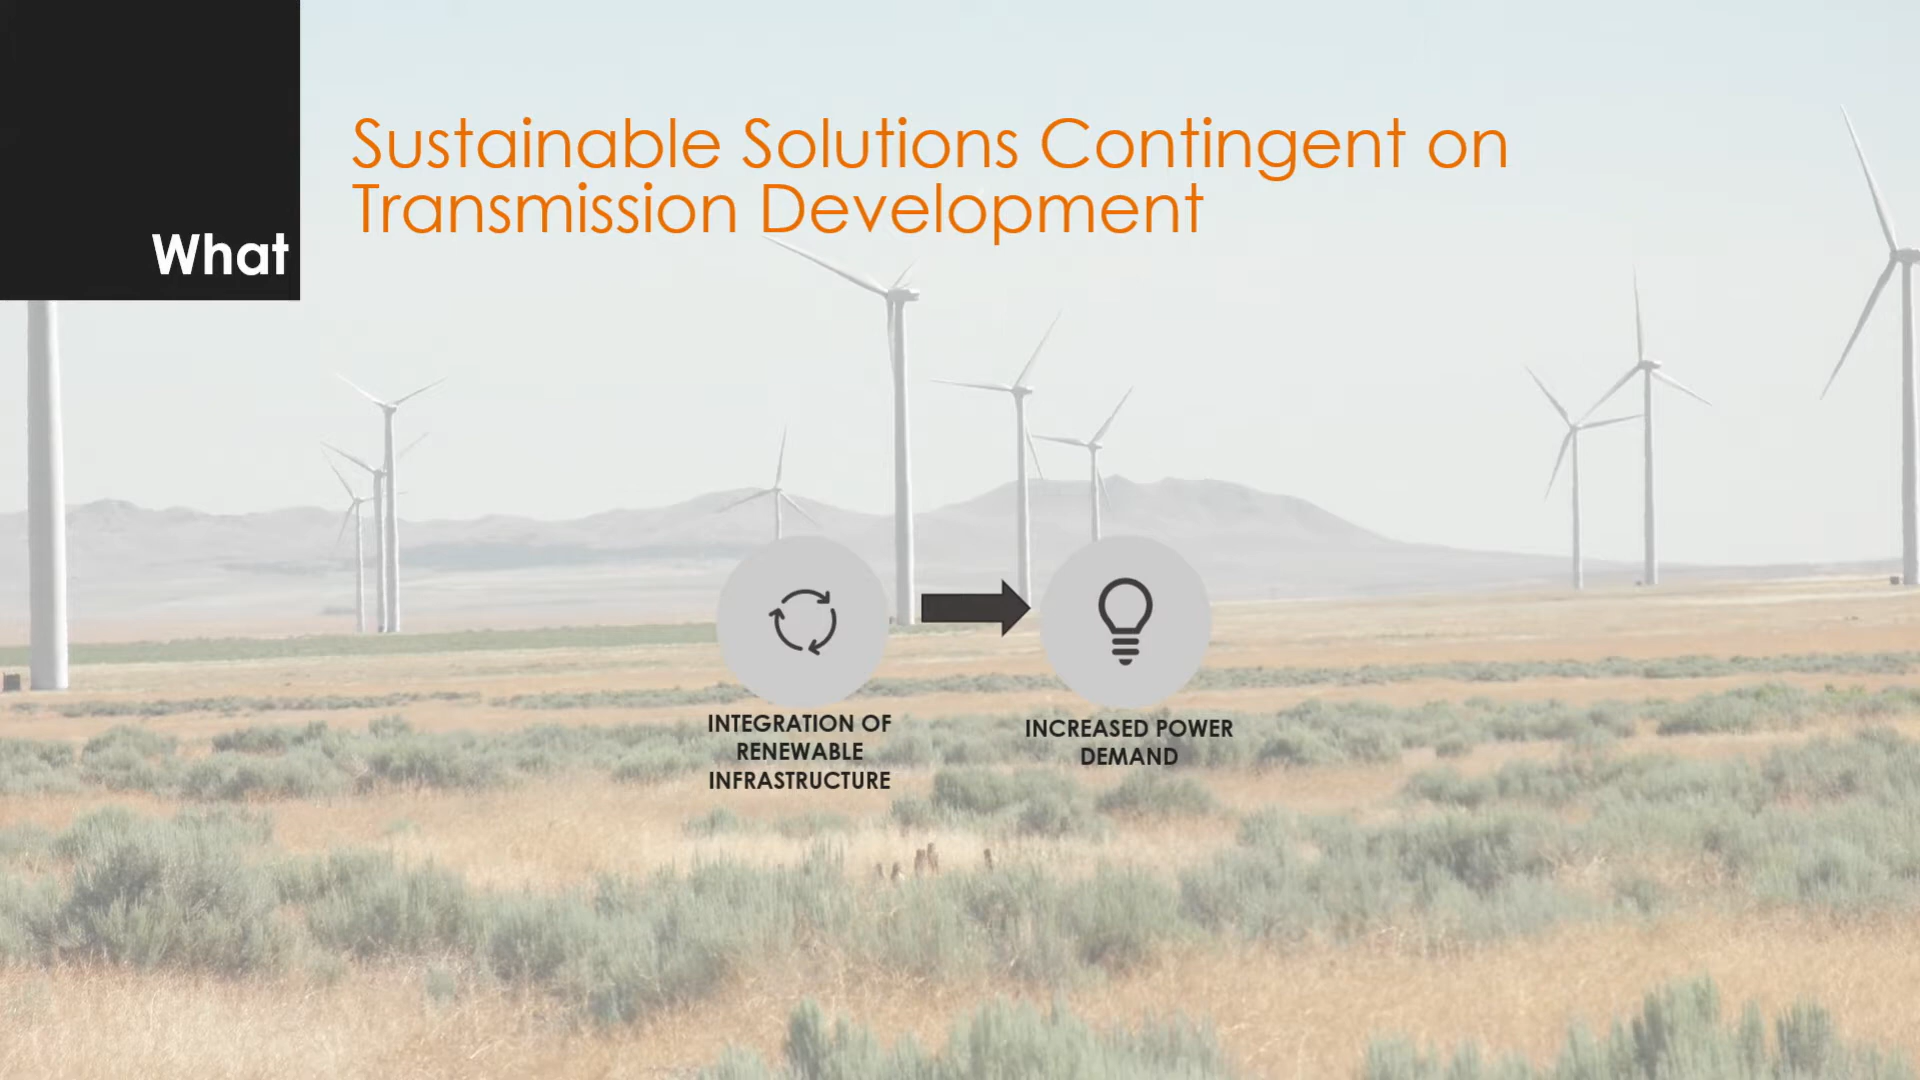 What
Sustainable Solutions Contingent on
Transmission Development
INTEGRATION OF
RENEWABLE
INFRASTRUCTURE
INCREASED POWER
DEMAND